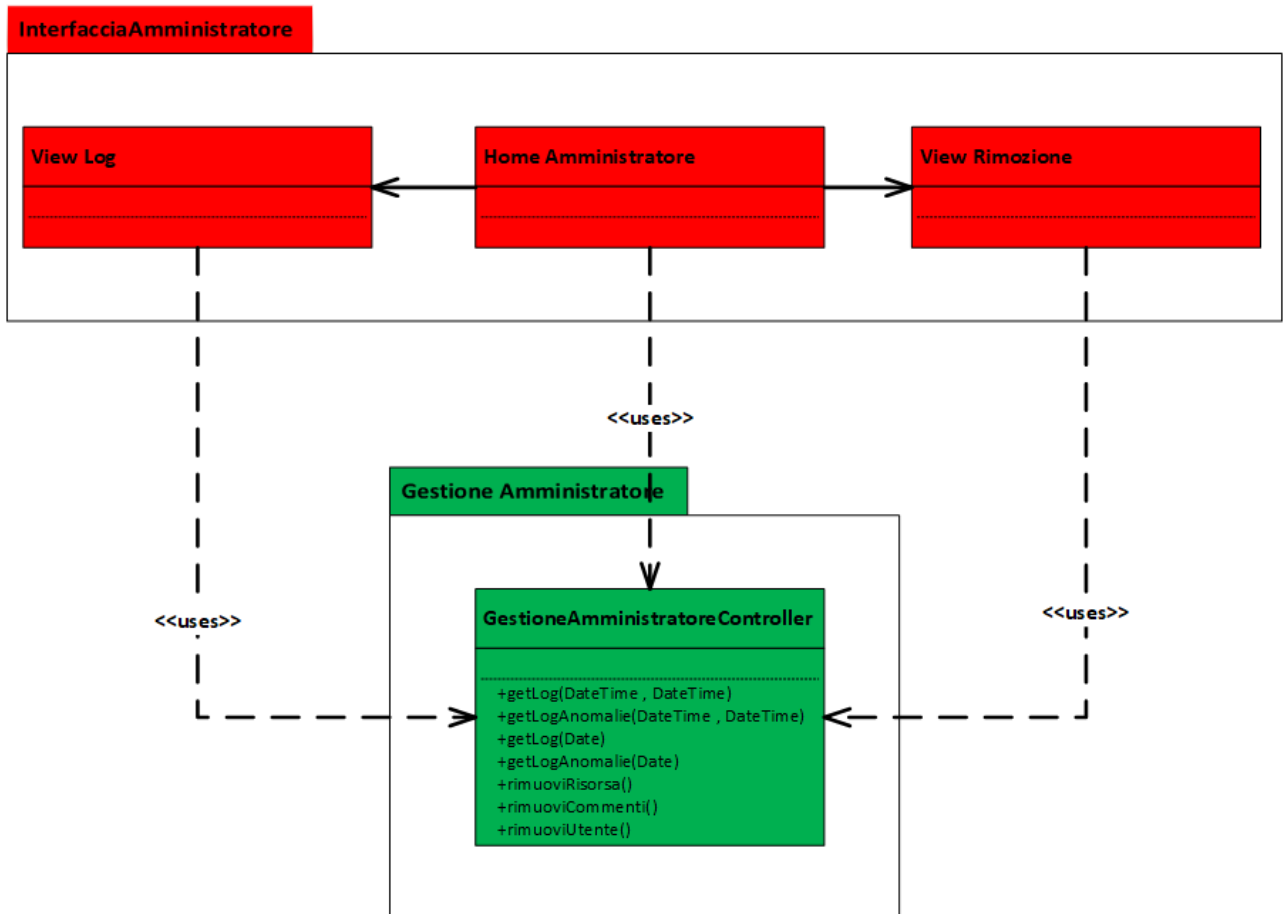 InterfacciaAmministratore
View Log
Home Amministratore
View Rimozione
<<uses>>
Gestione Amministratore
GestioneAmministratoreController
<<uses>>
<<uses>>
+getLog(DateTime , DateTime)
+getLogAnomalie(DateTime , DateTime)
+getLog(Date)
+getLogAnomalie(Date)
+rimuoviRisorsa()
+rimuoviCommenti()
+rimuoviUtente()